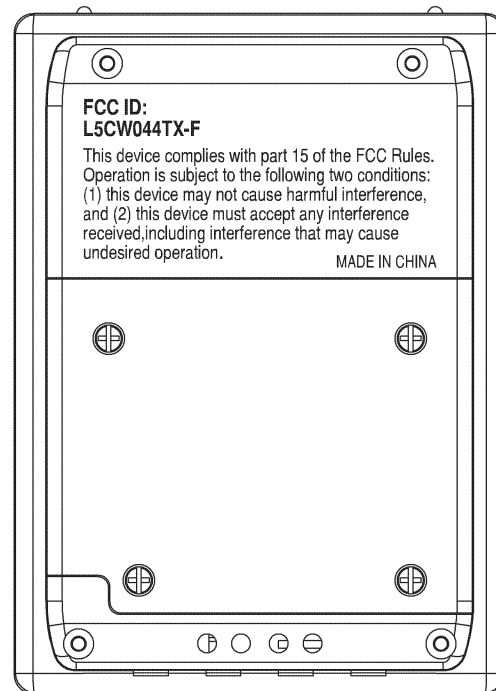 FCC ID:
L5CW044TX-F
This device complies with part 15 of the FCC Rules.
Operation is subject to the following two conditions:
(1) this device may not cause harmful interference,
and (2) this device must accept any interference
received,including interference that may cause
undesired operation.
MADE IN CHINA